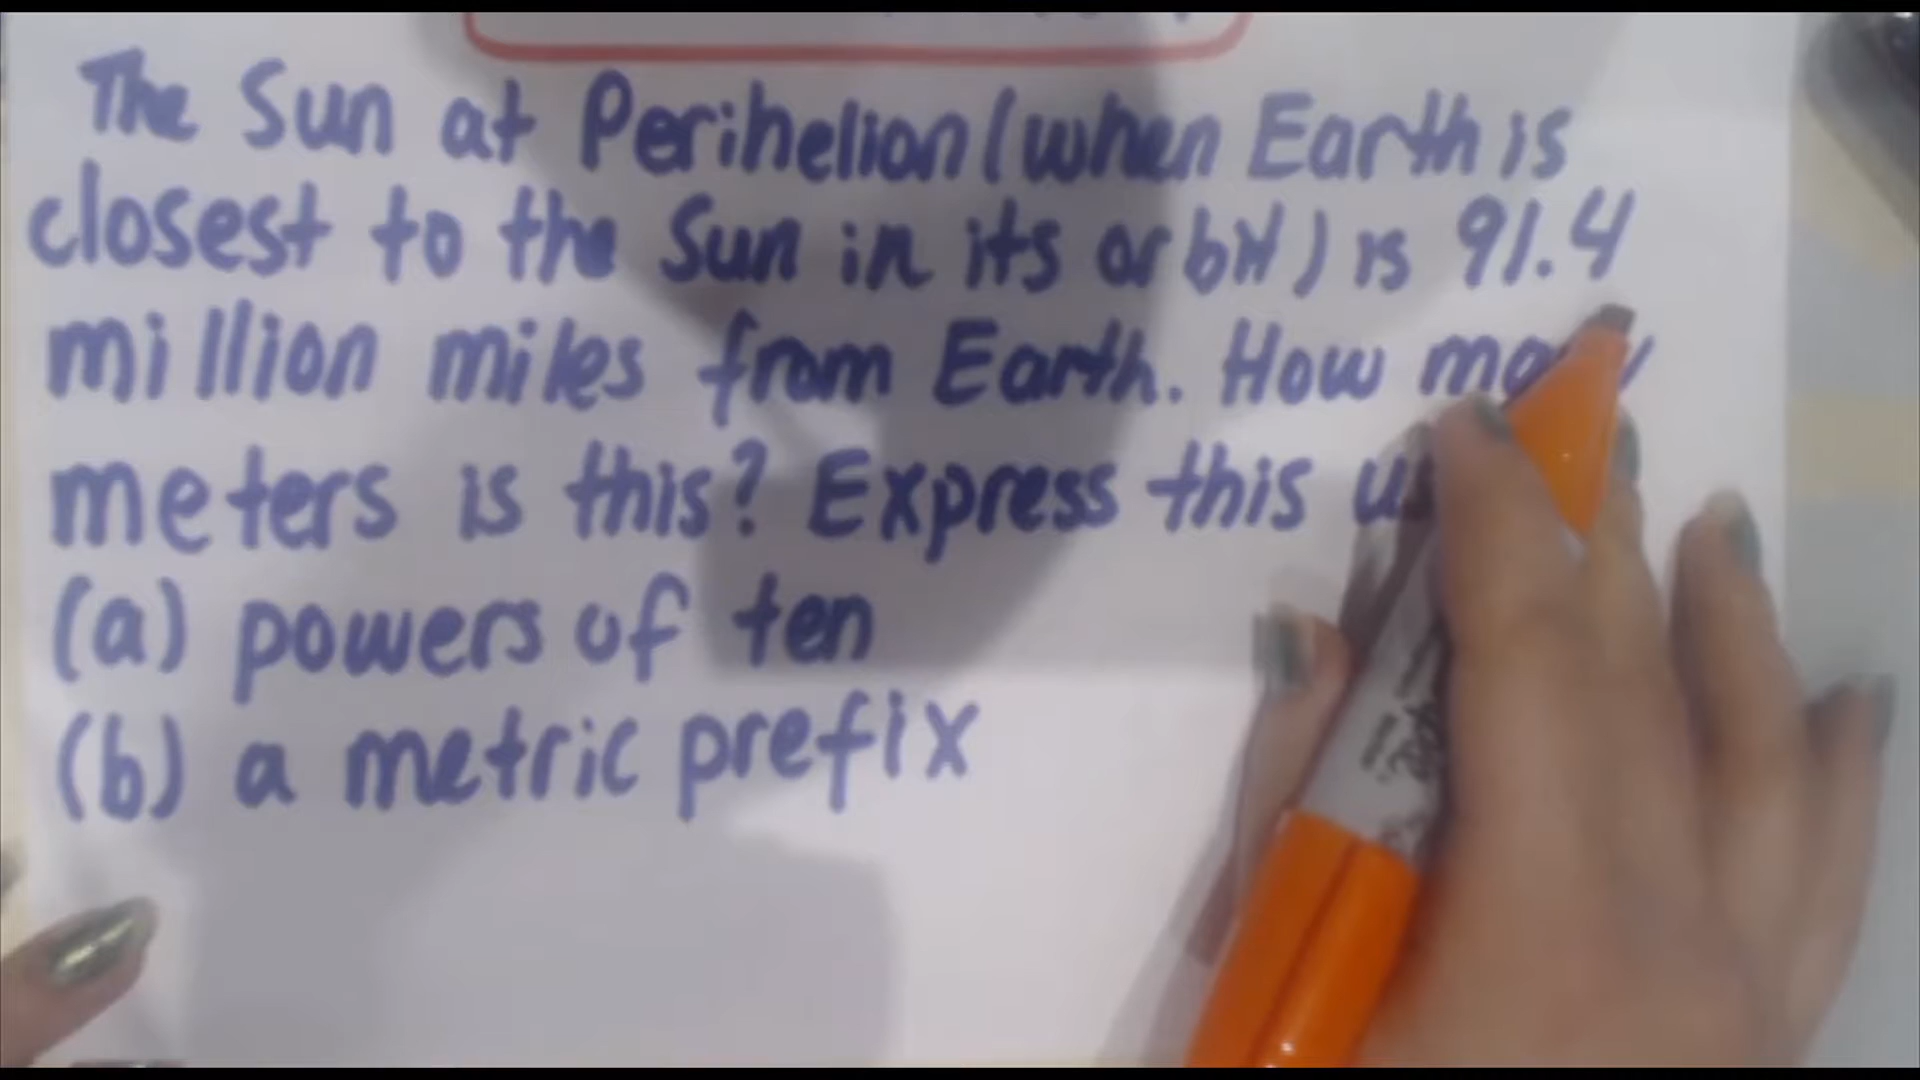 The Sun at Perihelion (when Earth is
closest to the Sun in its orbit) is 91.4
million miles from Earth. How
meters is this? Express this
(a) powers of ten
(b) a metric prefix